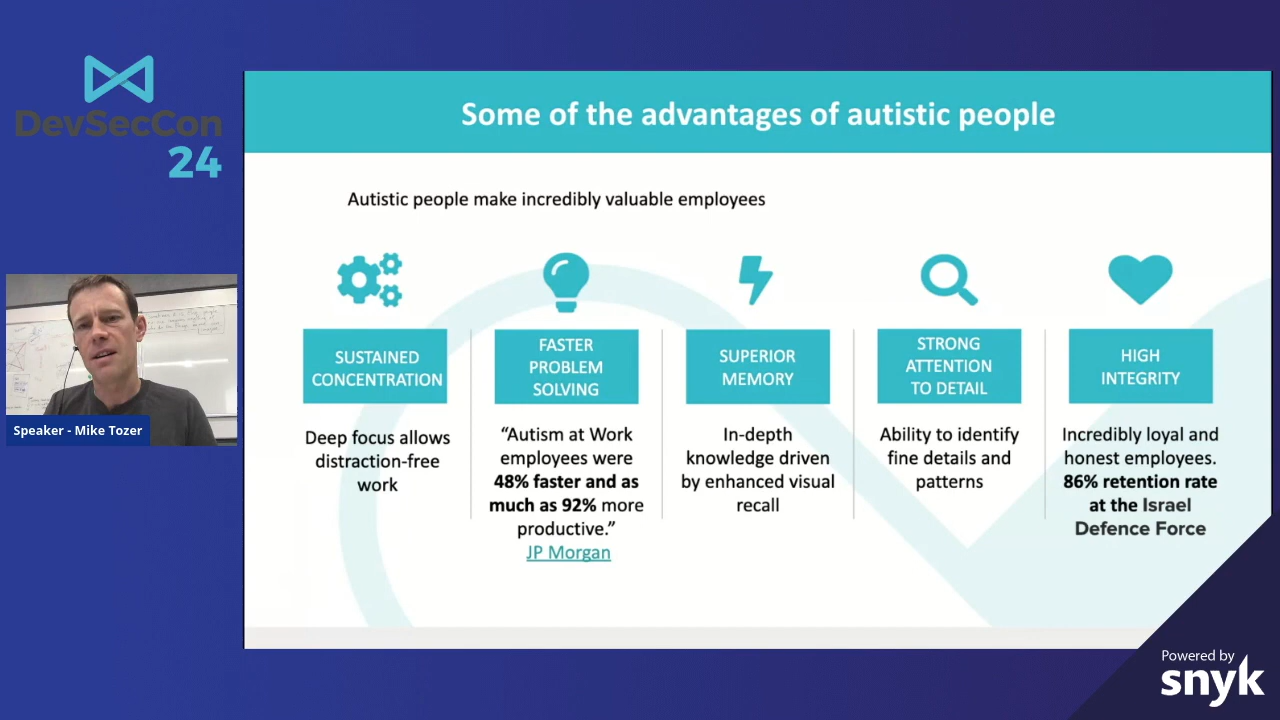 DevSecCon
24
Speaker - Mike Tozer
Some of the advantages of autistic people
Autistic people make incredibly valuable employees
SUSTAINED
CONCENTRATION
Deep focus allows
distraction-free
work
FASTER
PROBLEM
SOLVING
“Autism at Work
employees were
48% faster and as
much as 92% more
productive.”
JP Morgan
SUPERIOR
MEMORY
In-depth
knowledge driven
by enhanced visual
recall
STRONG
ATTENTION
TO DETAIL
Ability to identify
fine details and
patterns
HIGH
INTEGRITY
Incredibly loyal and
honest employees.
86% retention rate
at the Israel
Defence Force
Powered by
snyk